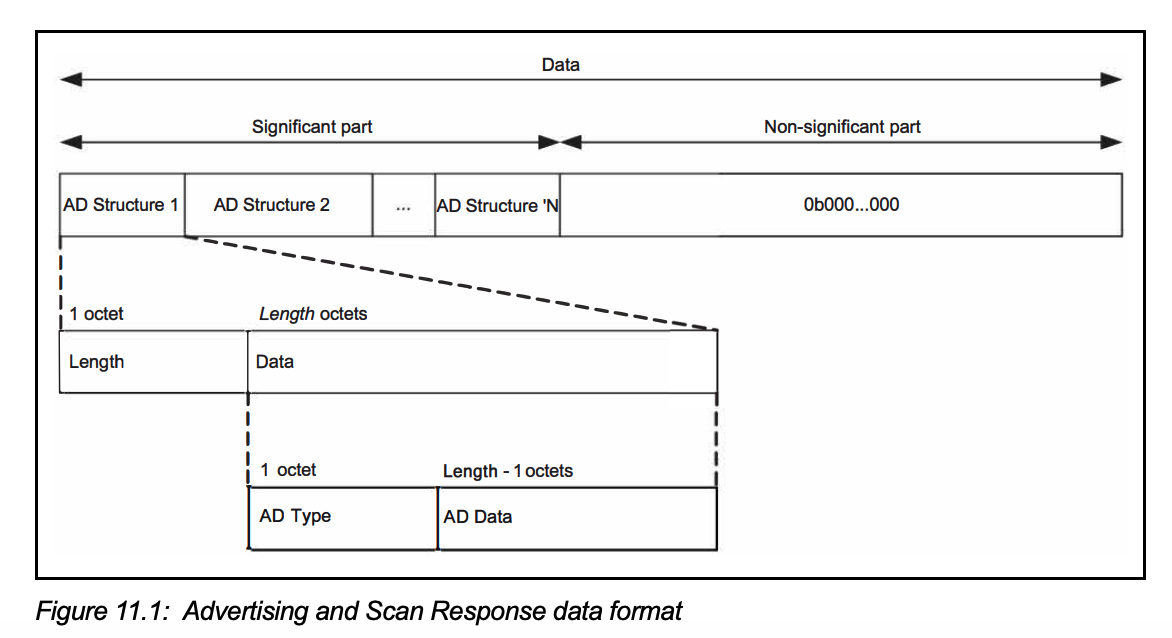 Data
Significant part Non-significant part
AD Structure 1 AD Structure 2 ... AD Structure 'N 0b000...000
1 octet Length octets
Length Data
1 octet Length - 1 octets
AD Type AD Data
Figure 11.1: Advertising and Scan Response data format